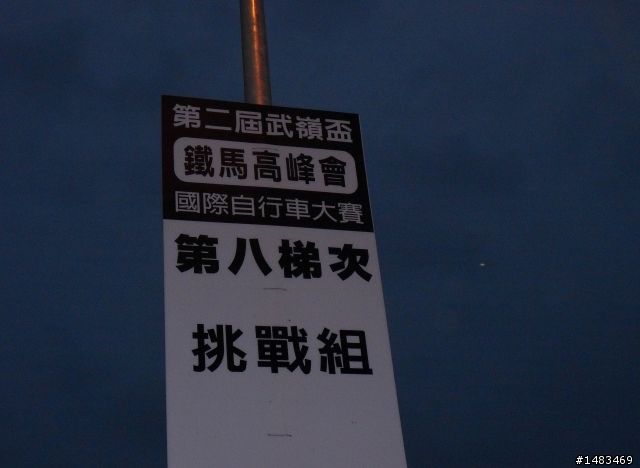 第二屆武嶺盃
鐵馬高峰會
國際自行車大賽
第八梯次
挑戰組
#1483469